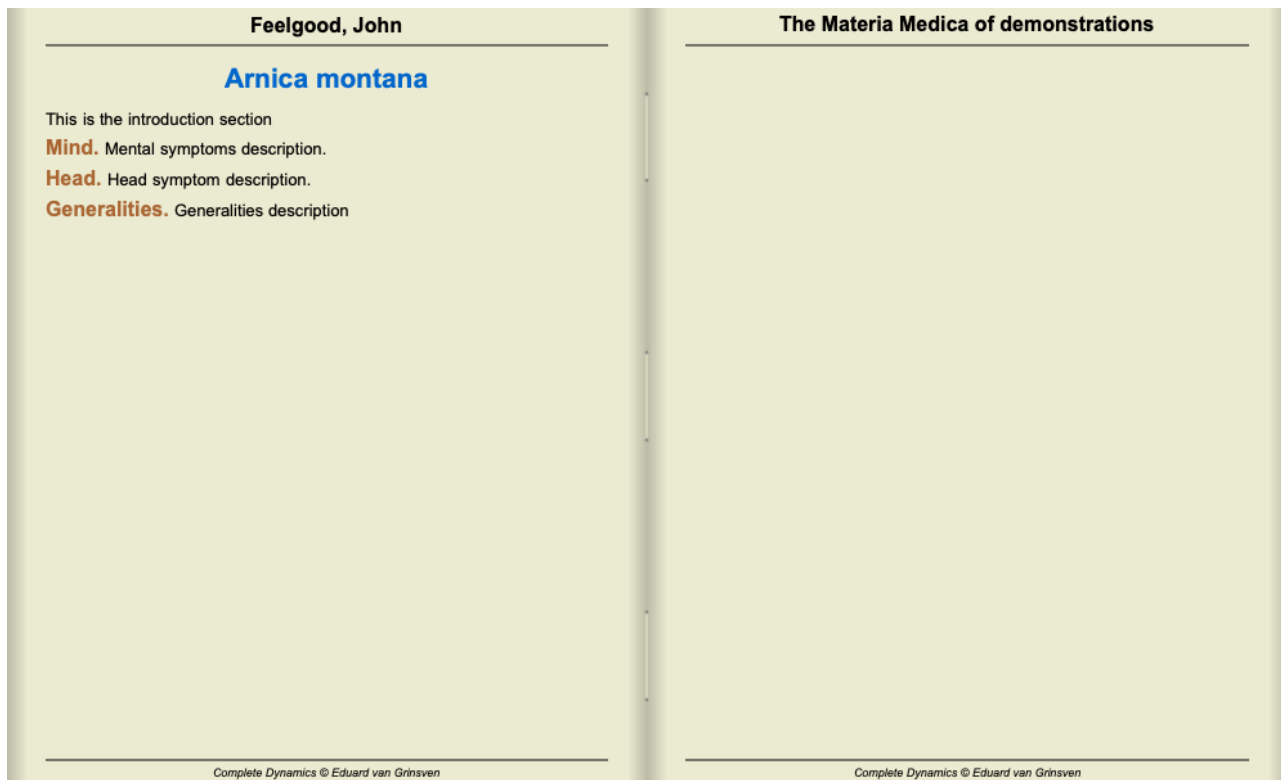 Feelgood, John
Arnica montana
This is the introduction section
Mind. Mental symptoms description.
Head. Head symptom description.
Generalities. Generalities description
Complete Dynamics © Eduard van Grinsven
The Materia Medica of demonstrations
Complete Dynamics © Eduard van Grinsven